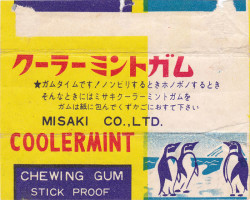 クーラーミントガム
★ガムタイムです!ノンビリするときホノボノするとき
そんなときにはミサキクーラーミントガムを
ガムは紙に包んでくずかごにおすて下さい
MISAKI CO.,LTD.
COOLERMINT
CHEWING GUM
STICK PROOF